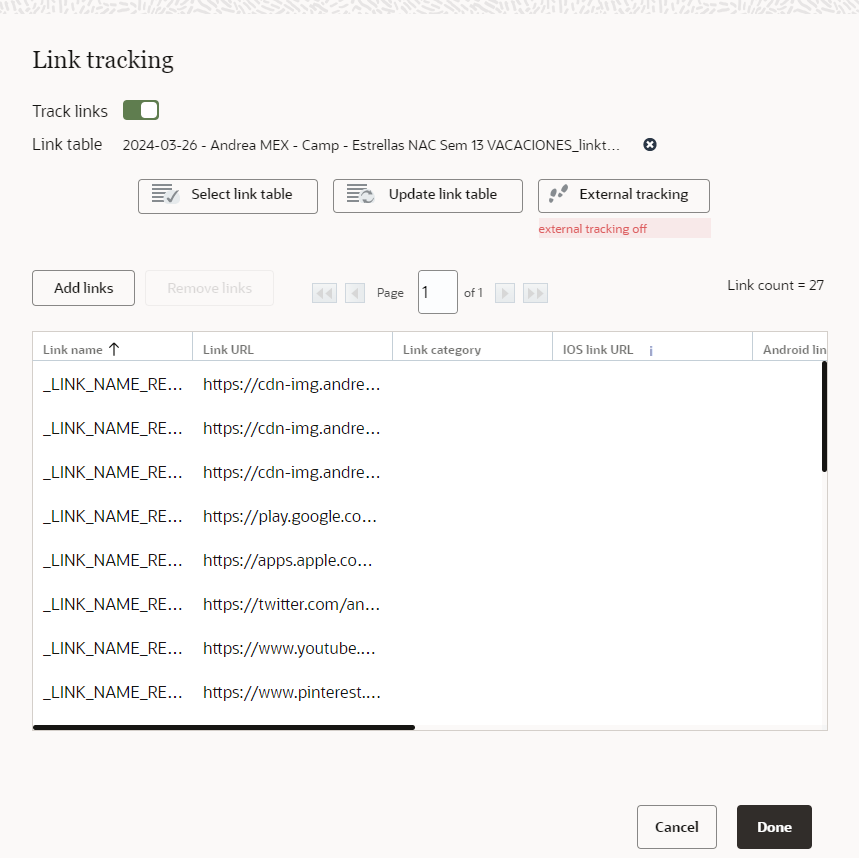 Link tracking
Track links
Link table 2024-03-26 - Andrea MEX - Camp - Estrellas NAC Sem 13 VACACIONES_linkt...
Select link table Update link table External tracking
external tracking off
Add links Remove links Page 1 of 1 Link count = 27
Link name Link URL Link category IOS link URL i Android lin
_LINK_NAME_RE... https://cdn-img.andre...
_LINK_NAME_RE... https://cdn-img.andre...
_LINK_NAME_RE... https://cdn-img.andre...
_LINK_NAME_RE... https://play.google.co...
_LINK_NAME_RE... https://apps.apple.co...
_LINK_NAME_RE... https://twitter.com/an...
_LINK_NAME_RE... https://www.youtube....
_LINK_NAME_RE... https://www.pinterest....
Cancel Done